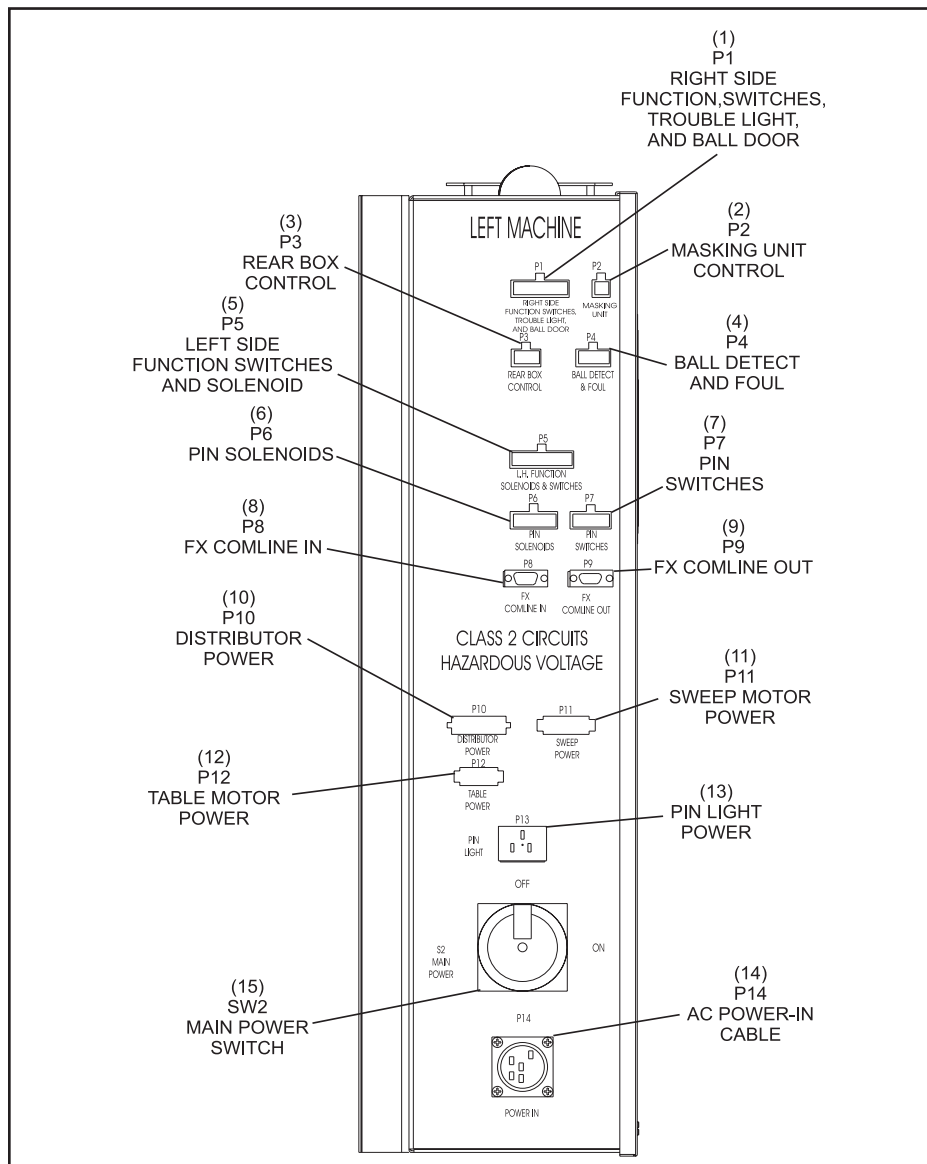 (1)
P1
RIGHT SIDE
FUNCTION,SWITCHES,
TROUBLE LIGHT,
AND BALL DOOR
(2)
P2
MASKING UNIT
CONTROL
(3)
P3
REAR BOX
CONTROL
(4)
P4
BALL DETECT
AND FOUL
(5)
P5
LEFT SIDE
FUNCTION SWITCHES
AND SOLENOID
(6)
P6
PIN SOLENOIDS
(7)
P7
PIN
SWITCHES
(8)
P8
FX COMLINE IN
(9)
P9
FX COMLINE OUT
(10)
P10
DISTRIBUTOR
POWER
(11)
P11
SWEEP MOTOR
POWER
(12)
P12
TABLE MOTOR
POWER
(13)
PIN LIGHT
POWER
(14)
P14
AC POWER-IN
CABLE
(15)
SW2
MAIN POWER
SWITCH
LEFT MACHINE
P1
RIGHT SIDE
FUNCTION SWITCHES,
TROUBLE LIGHT,
AND BALL DOOR
P2
MASKING
UNIT
P3
REAR BOX
CONTROL
P4
BALL DETECT
& FOUL
P5
L.H. FUNCTION
SOLENOIDS & SWITCHES
P6
PIN
SOLENOIDS
P7
PIN
SWITCHES
P8
FX
COMLINE IN
P9
FX
COMLINE OUT
CLASS 2 CIRCUITS
HAZARDOUS VOLTAGE
P10
DISTRIBUTOR
POWER
P11
SWEEP
POWER
P12
TABLE
POWER
P13
PIN
LIGHT
OFF
ON
S2
MAIN
POWER
P14
POWER IN